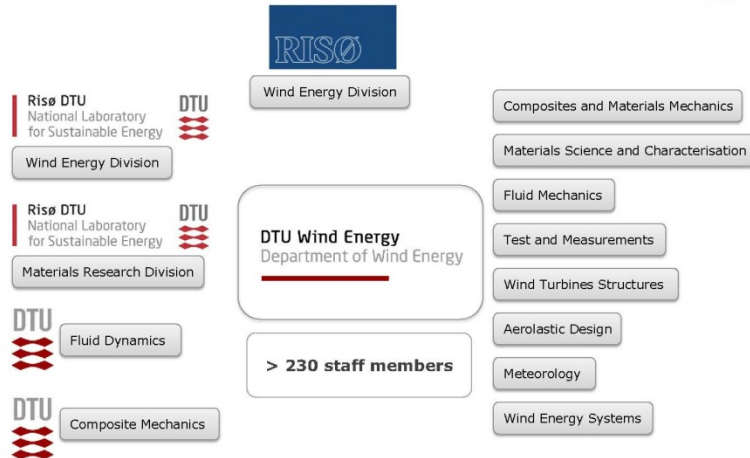 RISØ
Wind Energy Division
Risø DTU
National Laboratory
for Sustainable Energy
DTU
Wind Energy Division
Risø DTU
National Laboratory
for Sustainable Energy
DTU
Materials Research Division
DTU
Fluid Dynamics
DTU
Composite Mechanics
DTU Wind Energy
Department of Wind Energy
> 230 staff members
Composites and Materials Mechanics
Materials Science and Characterisation
Fluid Mechanics
Test and Measurements
Wind Turbines Structures
Aerolastic Design
Meteorology
Wind Energy Systems